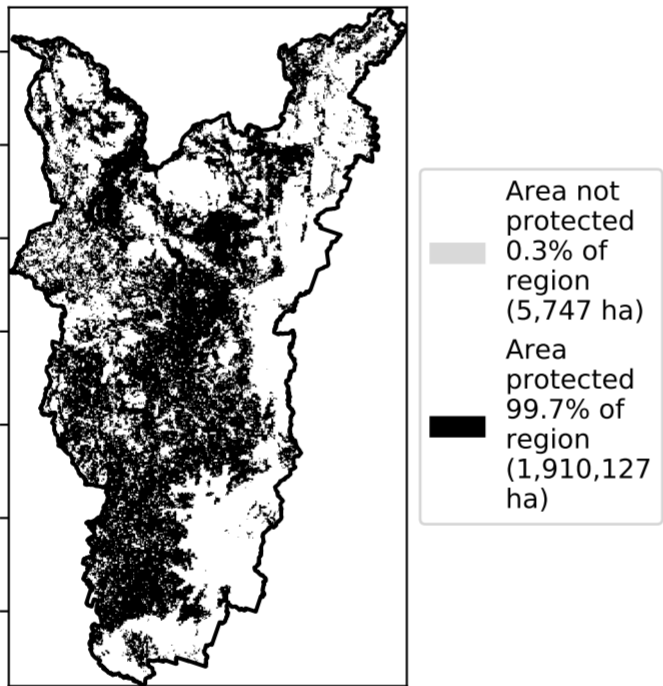 Area not
protected
0.3% of
region
(5,747 ha)
Area
protected
99.7% of
region
(1,910,127
ha)